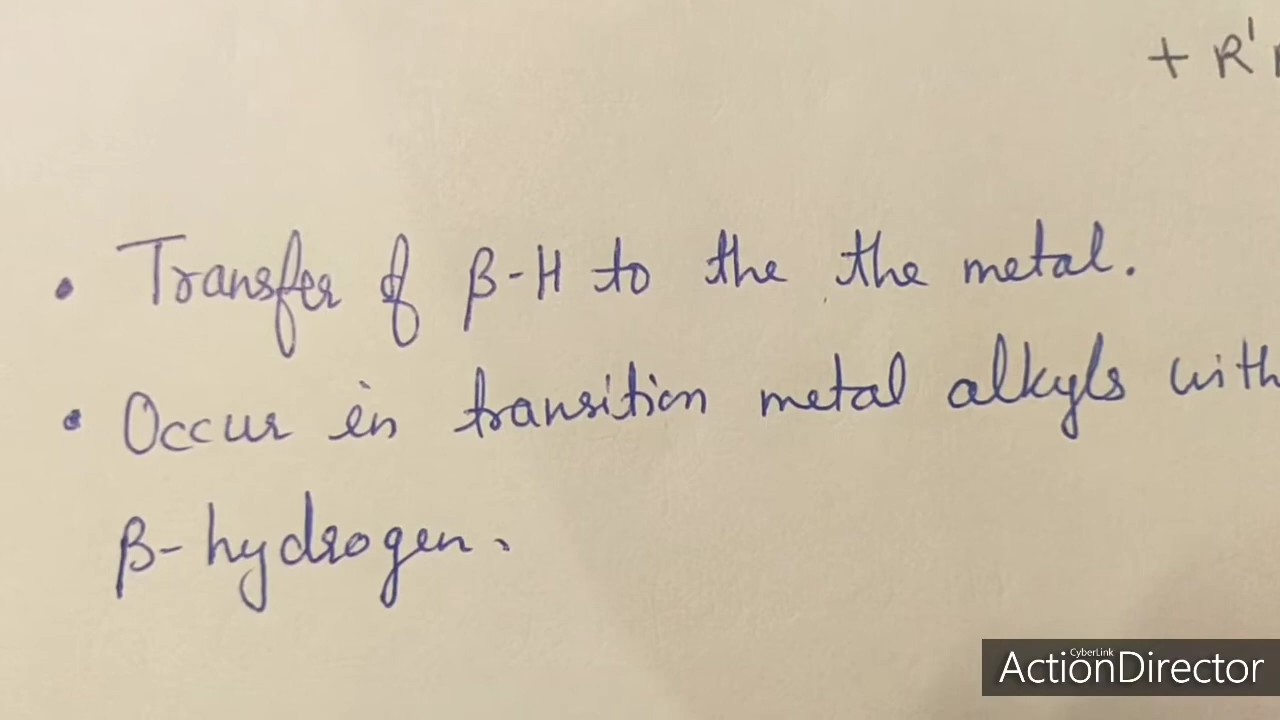 + R'
• Transfer of β-H to the the metal.
• Occur in transition metal alkyls with
β-hydrogen.
CyberLink
ActionDirector